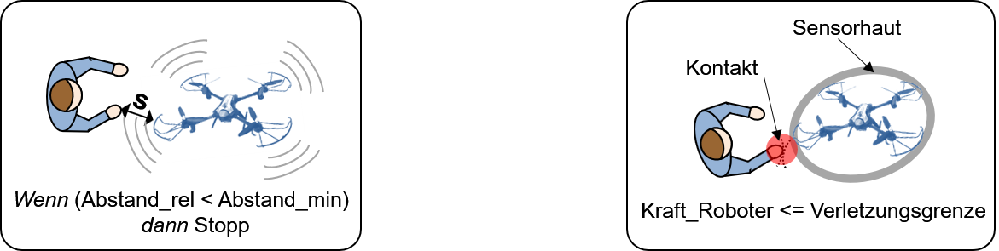 s
Wenn (Abstand_rel < Abstand_min)
dann Stopp
Sensorhaut
Kontakt
Kraft_Roboter <= Verletzungsgrenze